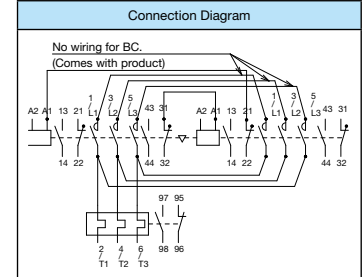 Connection Diagram
No wiring for BC.
(Comes with product)
A2 A1 13 21 1/L1 3/L2 5/L3 43 31 A2 A1 13 21 1/L1 3/L2 5/L3 43 31
14 22 44 32 14 22 44 32
97 95
2/T1 4/T2 6/T3 98 96